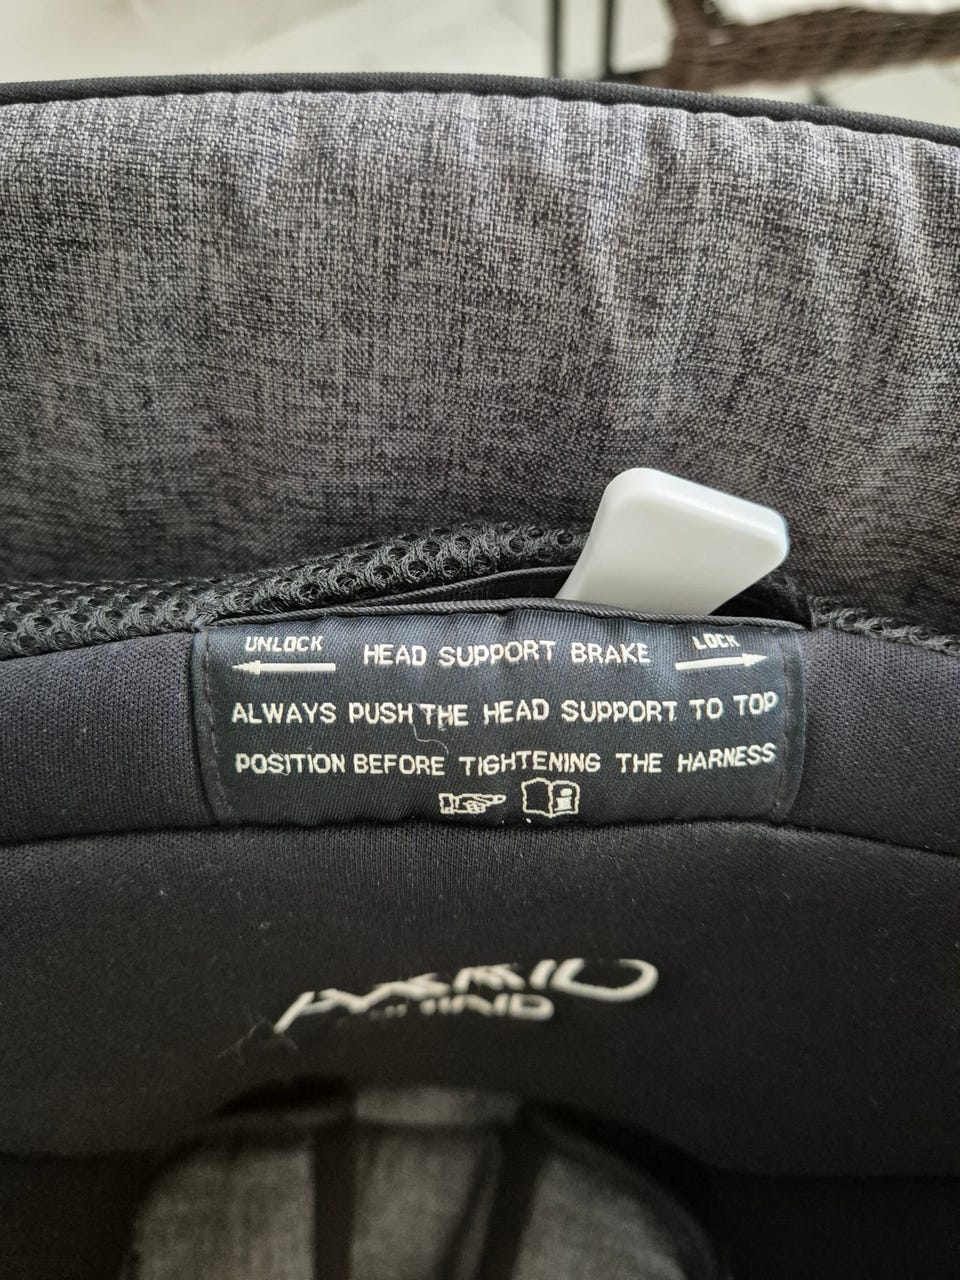 UNLOCK HEAD SUPPORT BRAKE LOCK
ALWAYS PUSH THE HEAD SUPPORT TO TOP
POSITION BEFORE TIGHTENING THE HARNESS